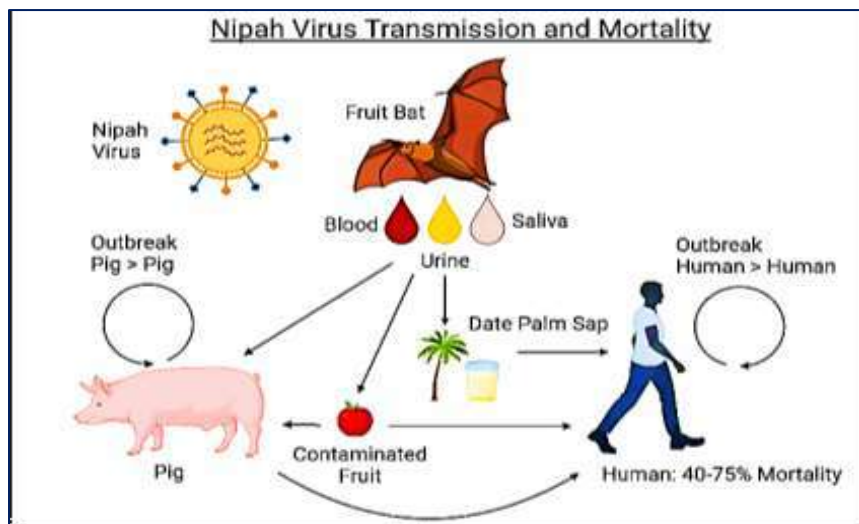 Nipah Virus Transmission and Mortality
Fruit Bat
Nipah
Virus
Blood
Saliva
Urine
Outbreak
Pig > Pig
Outbreak
Human > Human
Date Palm Sap
Pig
Contaminated
Fruit
Human: 40-75% Mortality